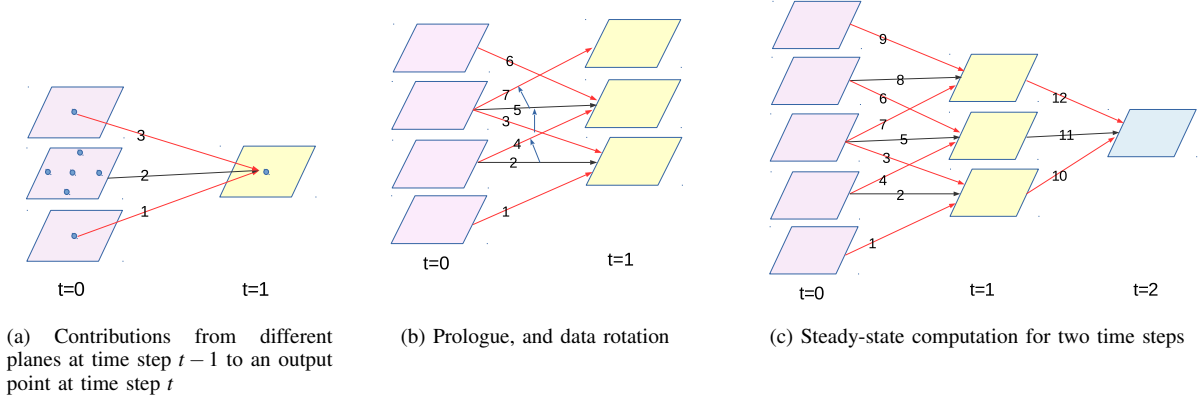 3
2
1
t=0
t=1
(a) Contributions from different
planes at time step t − 1 to an output
point at time step t
6
7
5
3
4
2
1
t=0
t=1
(b) Prologue, and data rotation
9
8
6
7
5
3
4
2
1
12
11
10
t=0
t=1
t=2
(c) Steady-state computation for two time steps